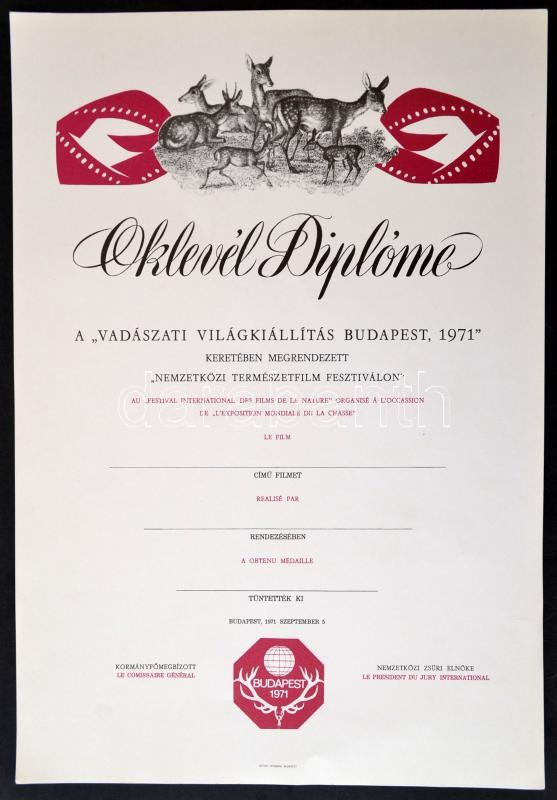 Oklevél Diplôme
A „VADÁSZATI VILÁGKIÁLLÍTÁS BUDAPEST, 1971”
KERETÉBEN MEGRENDEZETT
„NEMZETKÖZI TERMÉSZETFILM FESZTIVÁLON”
darabanth
AU „FESTIVAL INTERNATIONAL DES FILMS DE LA NATURE” ORGANISÉ Á L'OCCASSION
DE „L'EXPOSITION MONDIALE DE LA CHASSE”
LE FILM
CÍMŰ FILMET
REALISÉ PAR
RENDEZÉSÉBEN
A OBTENU MÉDAILLE
TÜNTETTÉK KI
BUDAPEST, 1971 SZEPTEMBER 5
KORMÁNYFŐMEGBÍZOTT
LE COMISSAIRE GÉNÉRAL
BUDAPEST
1971
NEMZETKÖZI ZSŰRI ELNÖKE
LE PRESIDENT DU JURY INTERNATIONAL